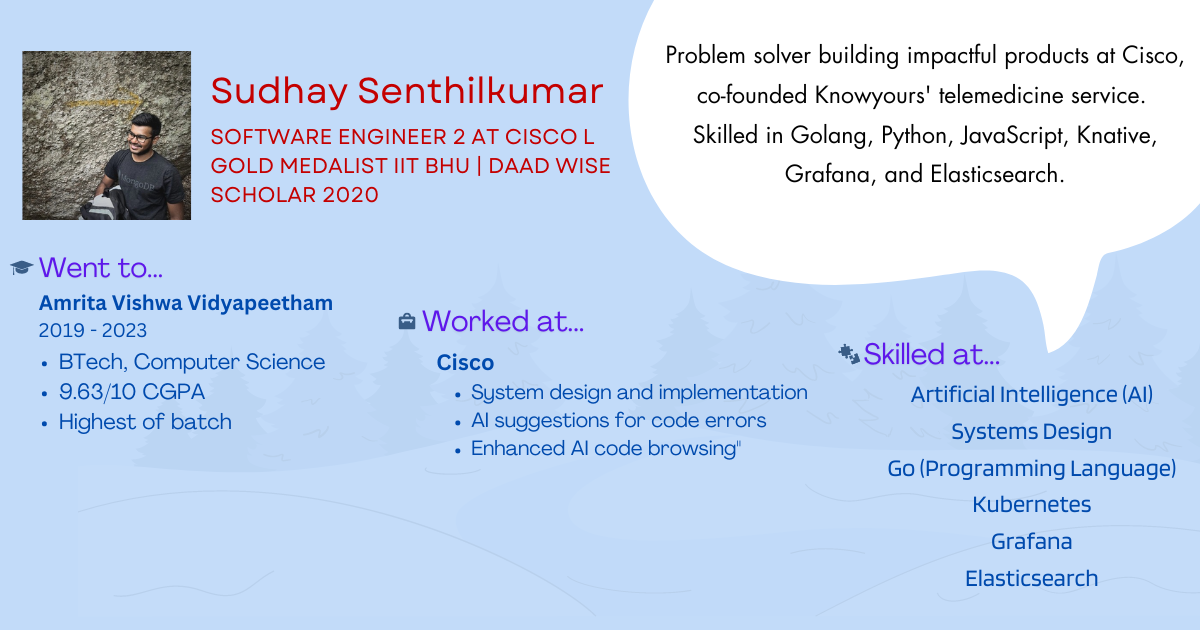 Sudhay Senthilkumar
SOFTWARE ENGINEER 2 AT CISCO L
GOLD MEDALIST IIT BHU | DAAD WISE
SCHOLAR 2020
Problem solver building impactful products at Cisco,
co-founded Knowyours' telemedicine service.
Skilled in Golang, Python, JavaScript, Knative,
Grafana, and Elasticsearch.
Went to...
Amrita Vishwa Vidyapeetham
2019 - 2023
• BTech, Computer Science
• 9.63/10 CGPA
• Highest of batch
Worked at...
Cisco
• System design and implementation
• AI suggestions for code errors
• Enhanced AI code browsing"
Skilled at...
Artificial Intelligence (AI)
Systems Design
Go (Programming Language)
Kubernetes
Grafana
Elasticsearch